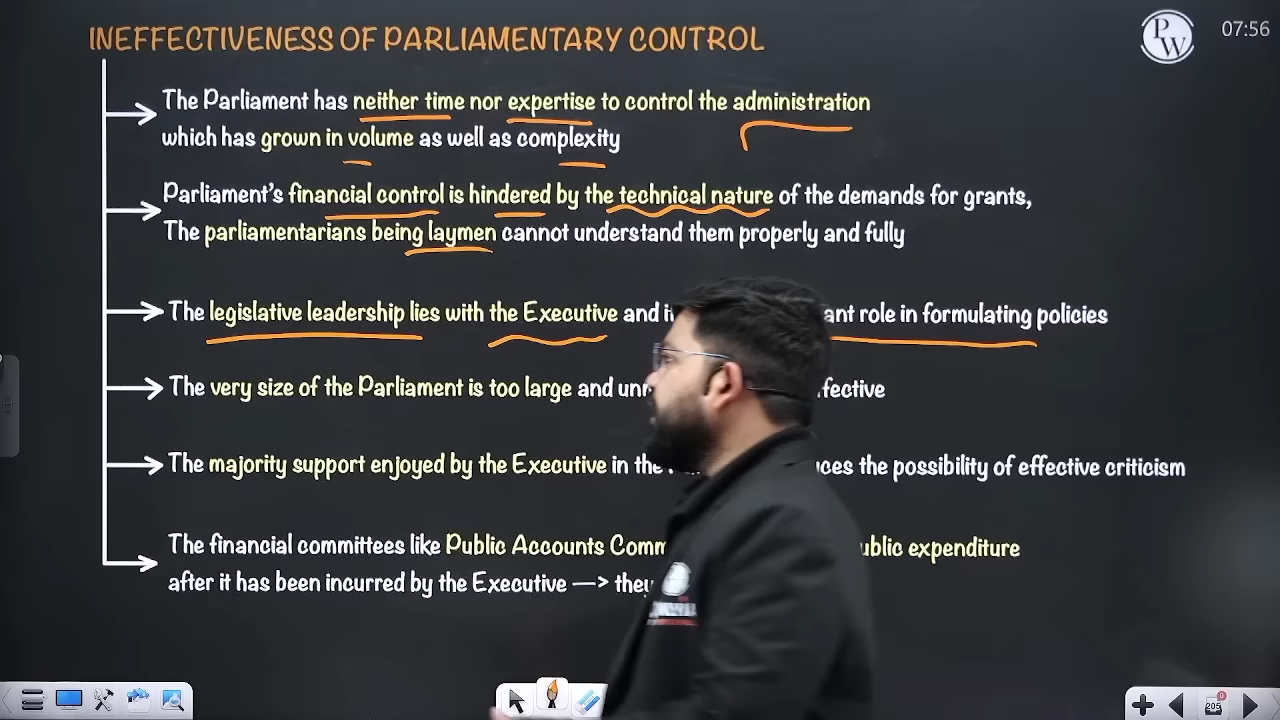 INEFFECTIVENESS OF PARLIAMENTARY CONTROL
PW
07:56
The Parliament has neither time nor expertise to control the administration
which has grown in volume as well as complexity
Parliament's financial control is hindered by the technical nature of the demands for grants,
The parliamentarians being laymen cannot understand them properly and fully
The legislative leadership lies with the Executive and role in formulating policies
The very size of the Parliament is too large and
The majority support enjoyed by the Executive in the the possibility of effective criticism
The financial committees like Public Accounts expenditure
after it has been incurred by the Executive —> they
205
0